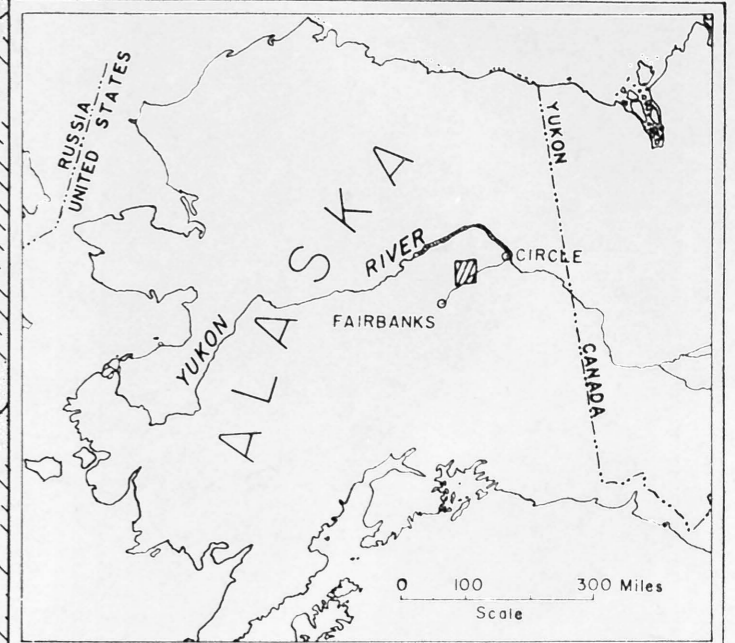 RUSSIA
UNITED STATES
YUKON
ALASKA
RIVER
CIRCLE
FAIRBANKS
YUKON
CANADA
0 100 300 Miles
Scale